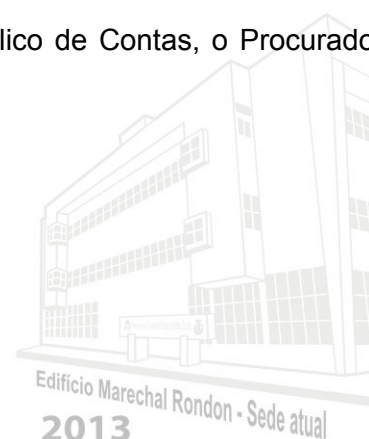 lico de Contas, o Procurado
Edifício Marechal Rondon - Sede atual
2013